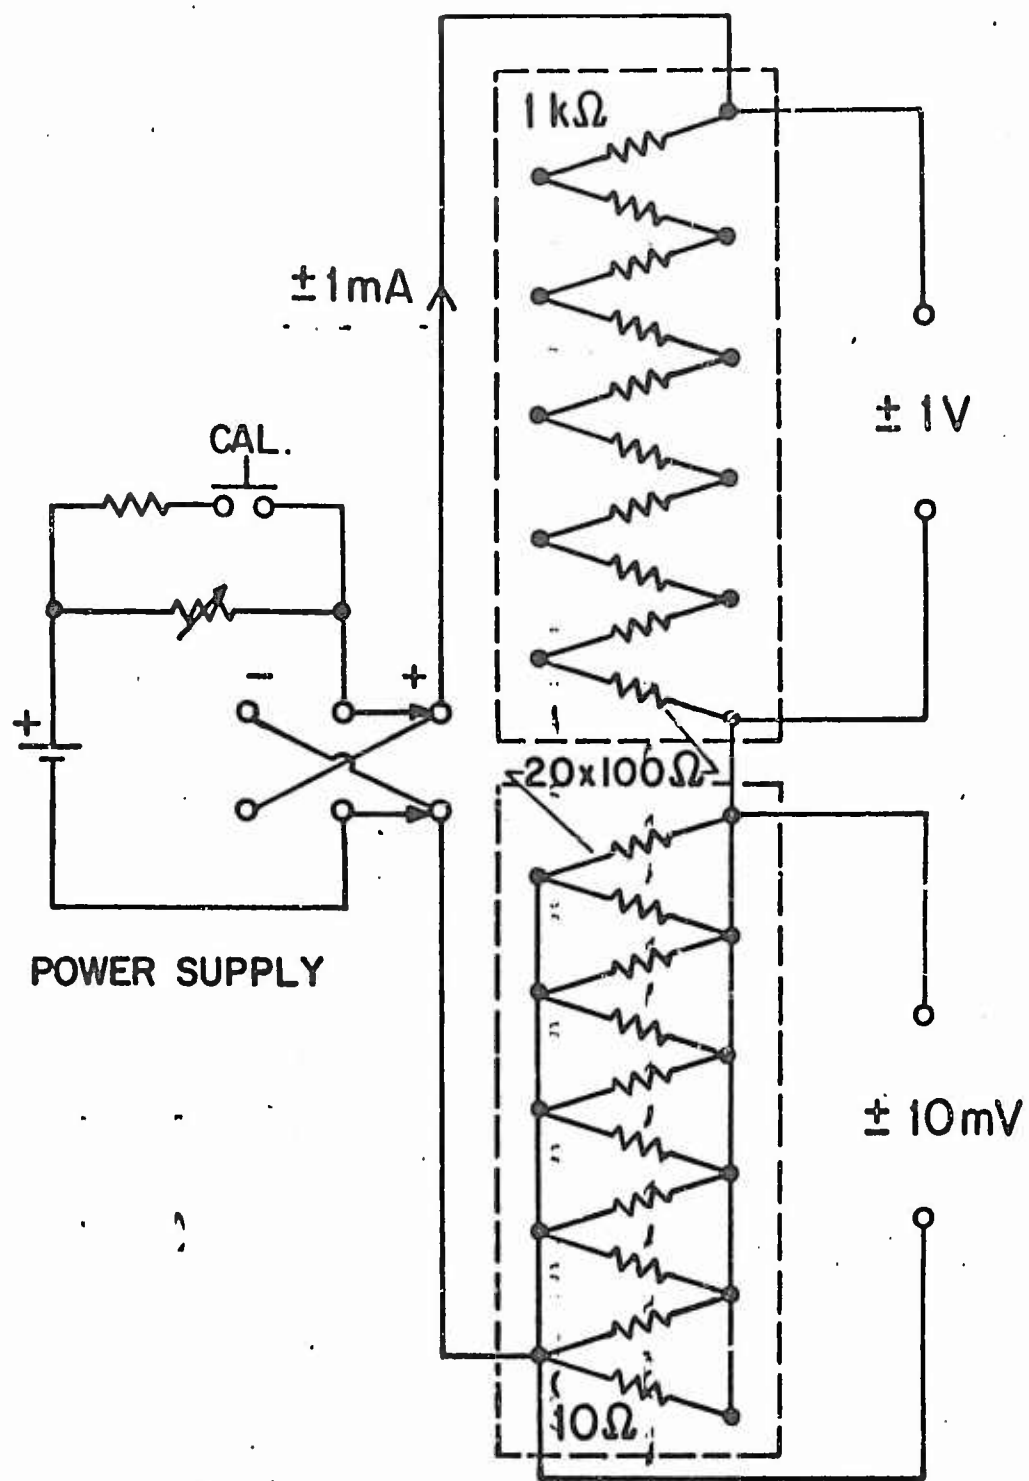 1 kΩ
± 1mA
± 1V
CAL.
- +
+
20x100Ω
POWER SUPPLY
± 10mV
10Ω